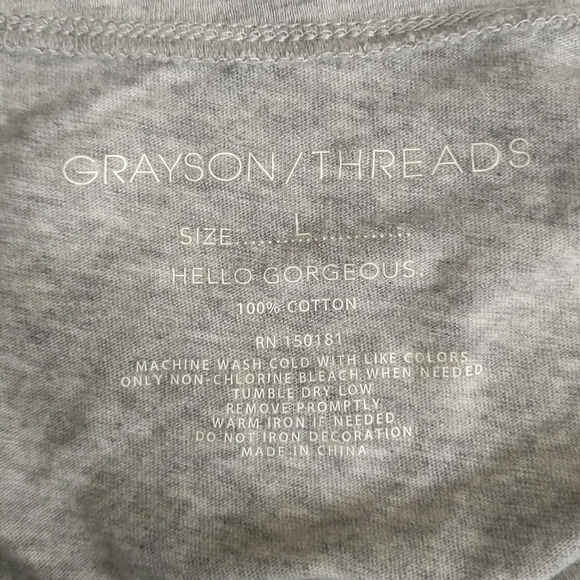 GRAYSON/THREADS
SIZE.......L...............
HELLO GORGEOUS.
100% COTTON
RN 150181
MACHINE WASH COLD WITH LIKE COLORS
ONLY NON-CHLORINE BLEACH WHEN NEEDED
TUMBLE DRY LOW
REMOVE PROMPTLY
WARM IRON IF NEEDED
DO NOT IRON DECORATION
MADE IN CHINA